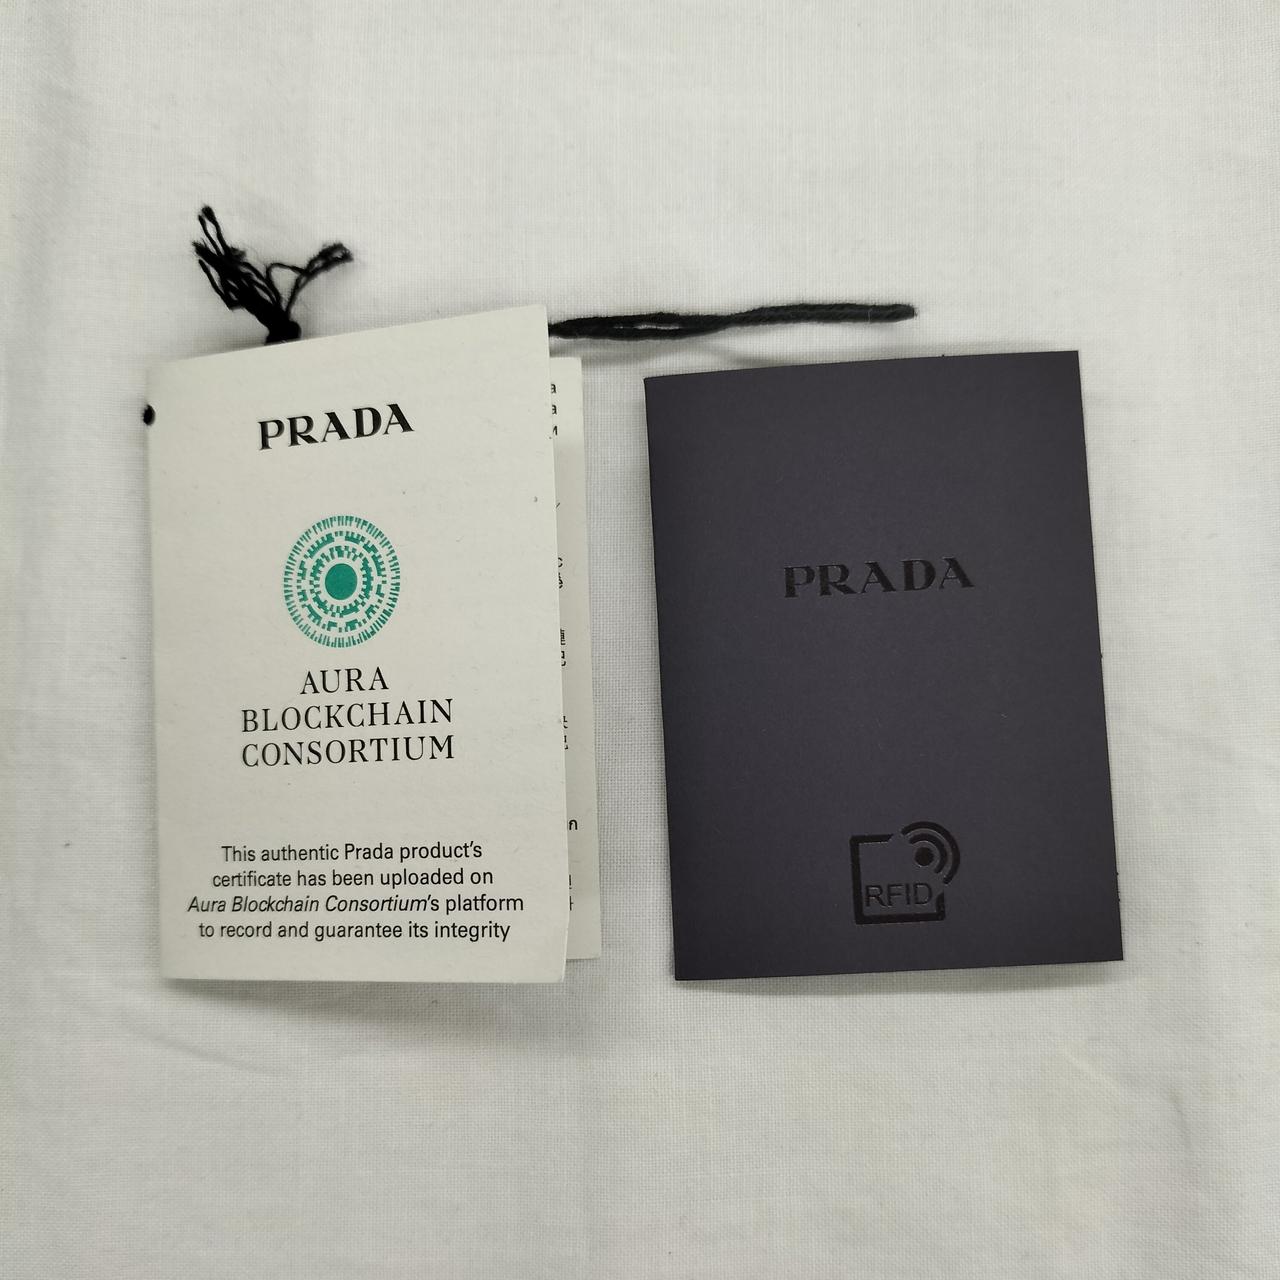 PRADA
AURA
BLOCKCHAIN
CONSORTIUM
This authentic Prada product's
certificate has been uploaded on
Aura Blockchain Consortium's platform
to record and guarantee its integrity
PRADA
RFID